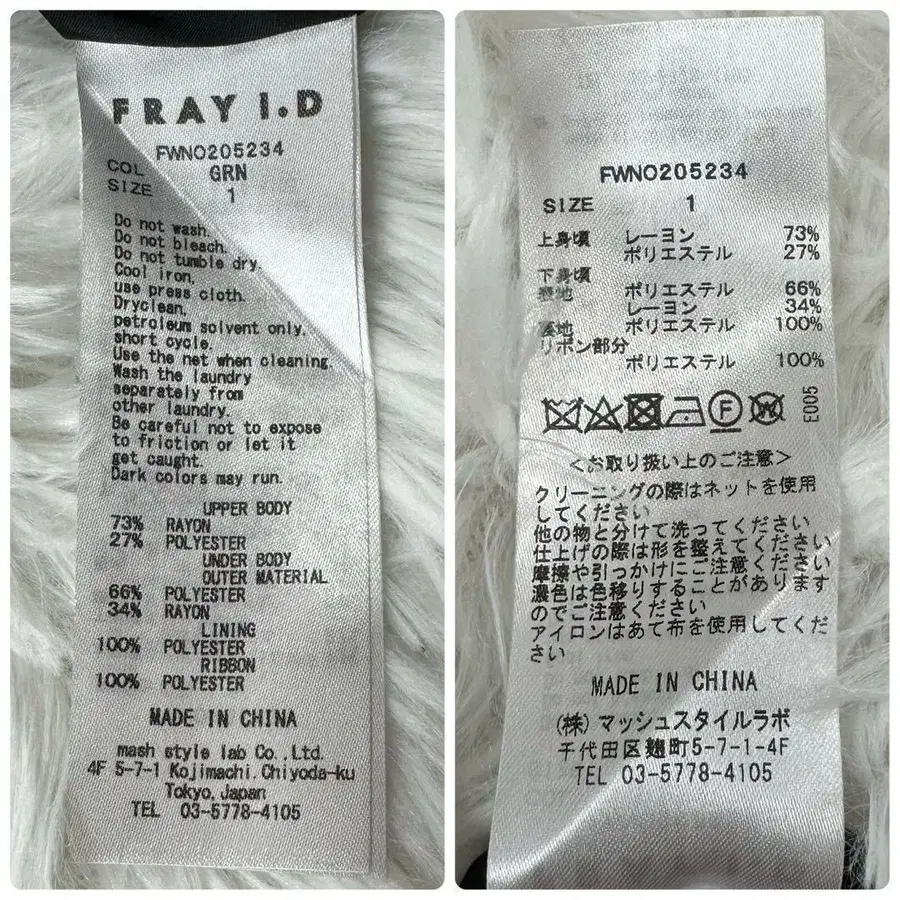 FRAY I.D
FWNO205234
COL GRN
SIZE 1
Do not wash.
Do not bleach.
Do not tumble dry.
Cool iron.
use press cloth.
Dryclean.
petroleum solvent only.
short cycle.
Use the net when cleaning.
Wash the laundry
separately from
other laundry.
Be careful not to expose
to friction or let it
get caught.
Dark colors may run.
UPPER BODY
73% RAYON
27% POLYESTER
UNDER BODY
OUTER MATERIAL
66% POLYESTER
34% RAYON
LINING
100% POLYESTER
RIBBON
100% POLYESTER
MADE IN CHINA
mash style lab Co.,Ltd.
4F 5-7-1 Kojimachi.Chiyoda-ku
Tokyo,Japan
TEL 03-5778-4105
FWNO205234
SIZE 1
上身頃 レーヨン 73%
ポリエステル 27%
下身頃
表地 ポリエステル 66%
レーヨン 34%
裏地 ポリエステル 100%
リボン部分
ポリエステル 100%
F W E005
<お取り扱い上のご注意>
クリーニングの際はネットを使用
してください
他の物と分けて洗ってください
仕上げの際は形を整えてください
摩擦や引っかけにご注意ください
濃色は色移りすることがあります
のでご注意ください
アイロンはあて布を使用してくだ
さい
MADE IN CHINA
(株)マッシュスタイルラボ
千代田区麹町5-7-1-4F
TEL 03-5778-4105